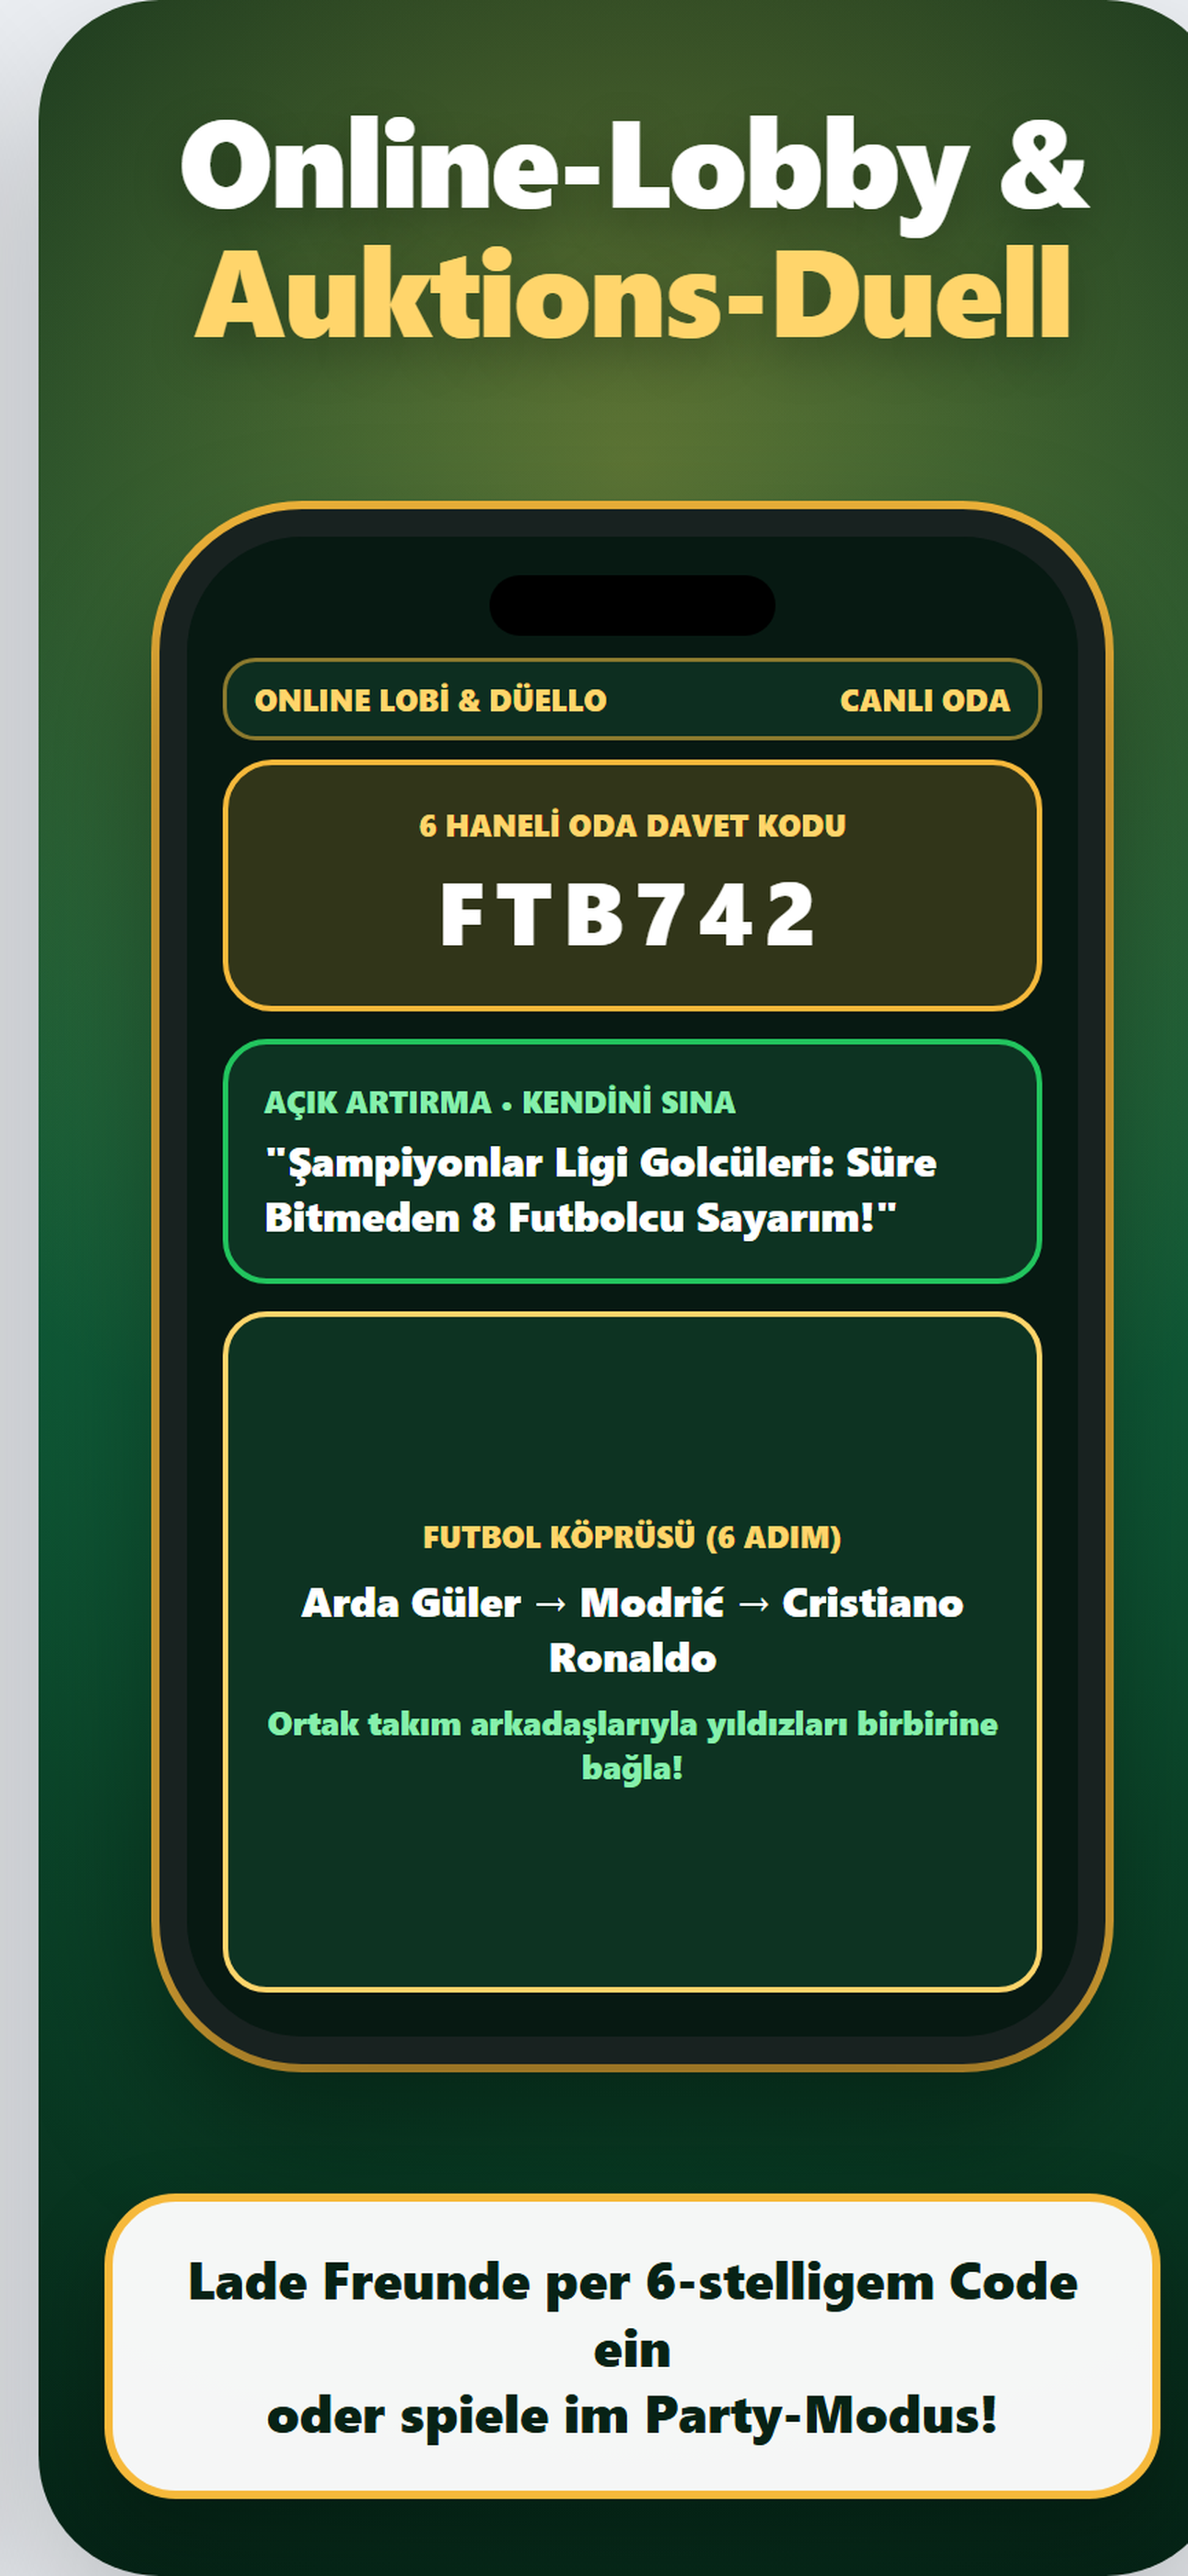 Online-Lobby &
Auktions-Duell
ONLINE LOBİ & DÜELLO
CANLI ODA
6 HANELİ ODA DAVET KODU
FTB742
AÇIK ARTIRMA • KENDİNİ SINA
"Şampiyonlar Ligi Golcüleri: Süre
Bitmeden 8 Futbolcu Sayarım!"
FUTBOL KÖPRÜSÜ (6 ADIM)
Arda Güler → Modrić → Cristiano
Ronaldo
Ortak takım arkadaşlarıyla yıldızları birbirine
bağla!
Lade Freunde per 6-stelligem Code
ein
oder spiele im Party-Modus!